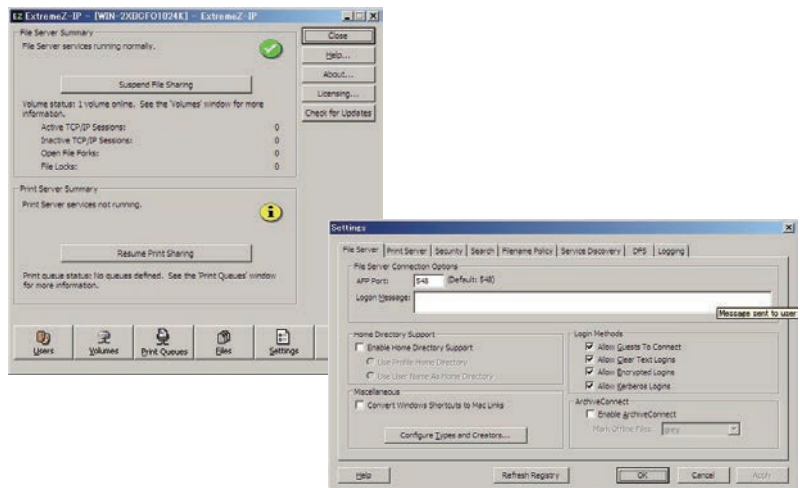 EZ ExtremeZ-IP - [WIN-2XDGFO1024K] - ExtremeZ-IP
File Server Summary
File Server services running normally.
Suspend File Sharing
Volume status: 1 volume online. See the 'Volumes' window for more
information.
Active TCP/IP Sessions: 0
Inactive TCP/IP Sessions: 0
Open File Forks: 0
File Locks: 0
Print Server Summary
Print Server services not running.
Resume Print Sharing
Print queue status: No queues defined. See the 'Print Queues' window
for more information.
Users
Volumes
Print Queues
Files
Settings
Close
Help...
About...
Licensing...
Check for Updates
Settings
File Server
Print Server
Security
Search
Filename Policy
Service Discovery
DFS
Logging
File Server Connection Options
AFP Port: 548 (Default: 548)
Logon Message:
Message sent to user
Home Directory Support
Enable Home Directory Support
Use Profile Home Directory
Use User Name As Home Directory
Miscellaneous
Convert Windows Shortcuts to Mac Links
Configure Types and Creators...
Login Methods
Allow Guests To Connect
Allow Clear Text Logins
Allow Encrypted Logins
Allow Kerberos Logins
ArchiveConnect
Enable ArchiveConnect
Mark Offline Files: grey
Help
Refresh Registry
OK
Cancel
Apply